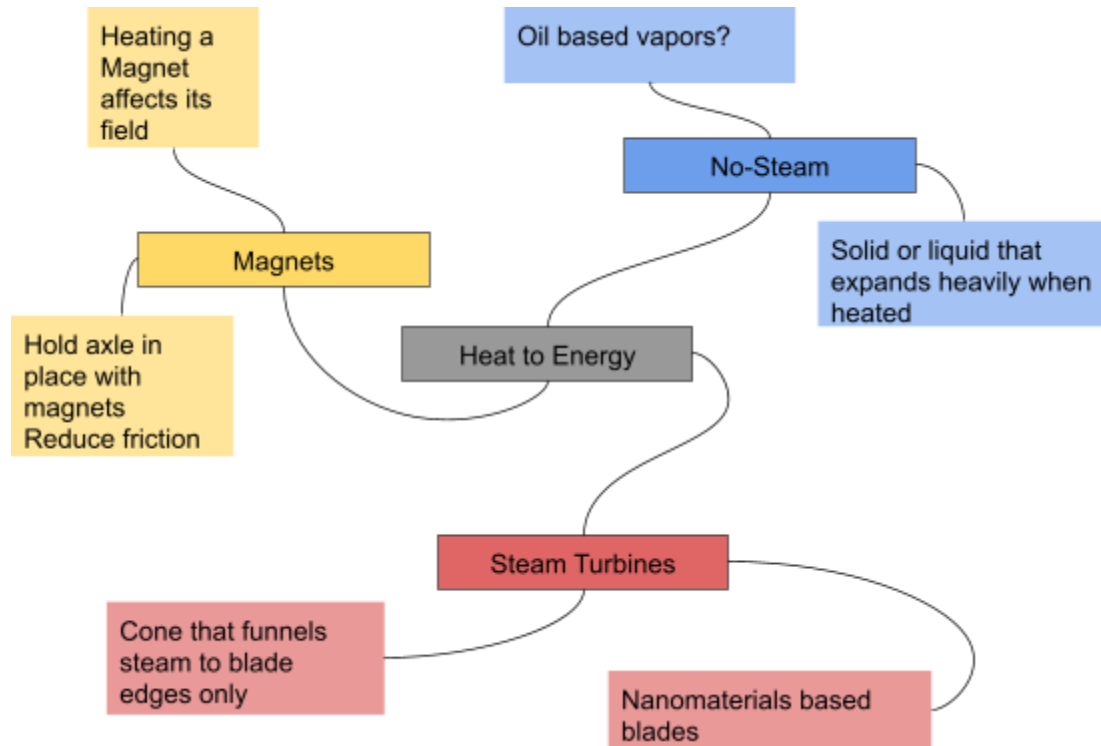 Heating a
Magnet
affects its
field
Oil based vapors?
No-Steam
Magnets
Solid or liquid that
expands heavily when
heated
Hold axle in
place with
magnets
Reduce friction
Heat to Energy
Steam Turbines
Cone that funnels
steam to blade
edges only
Nanomaterials based
blades